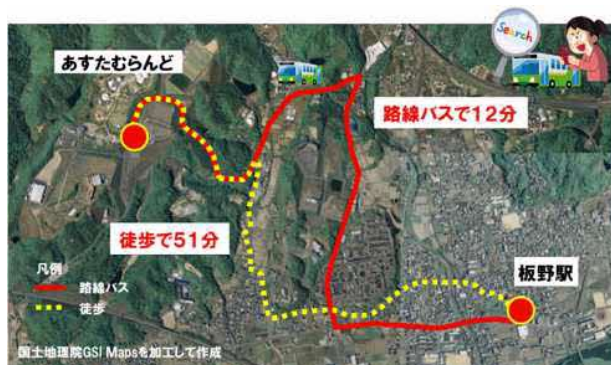 Search
あすたむらんど
路線バスで12分
徒歩で51分
板野駅
凡例
路線バス
徒歩
国土地理院GSI Mapsを加工して作成